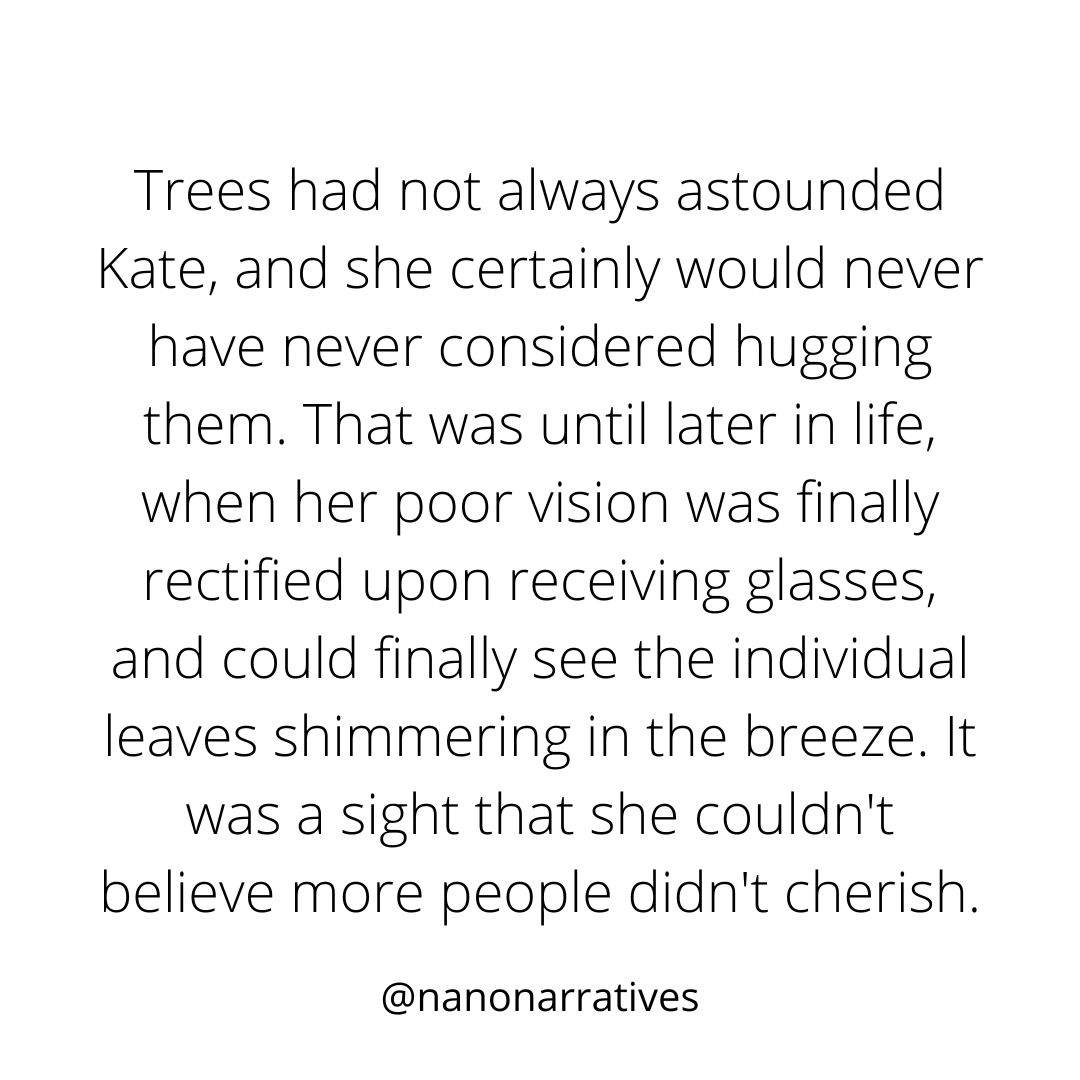 Trees had not always astounded
Kate, and she certainly would never
have never considered hugging
them. That was until later in life,
when her poor vision was finally
rectified upon receiving glasses,
and could finally see the individual
leaves shimmering in the breeze. It
was a sight that she couldn't
believe more people didn't cherish.
@nanonarratives